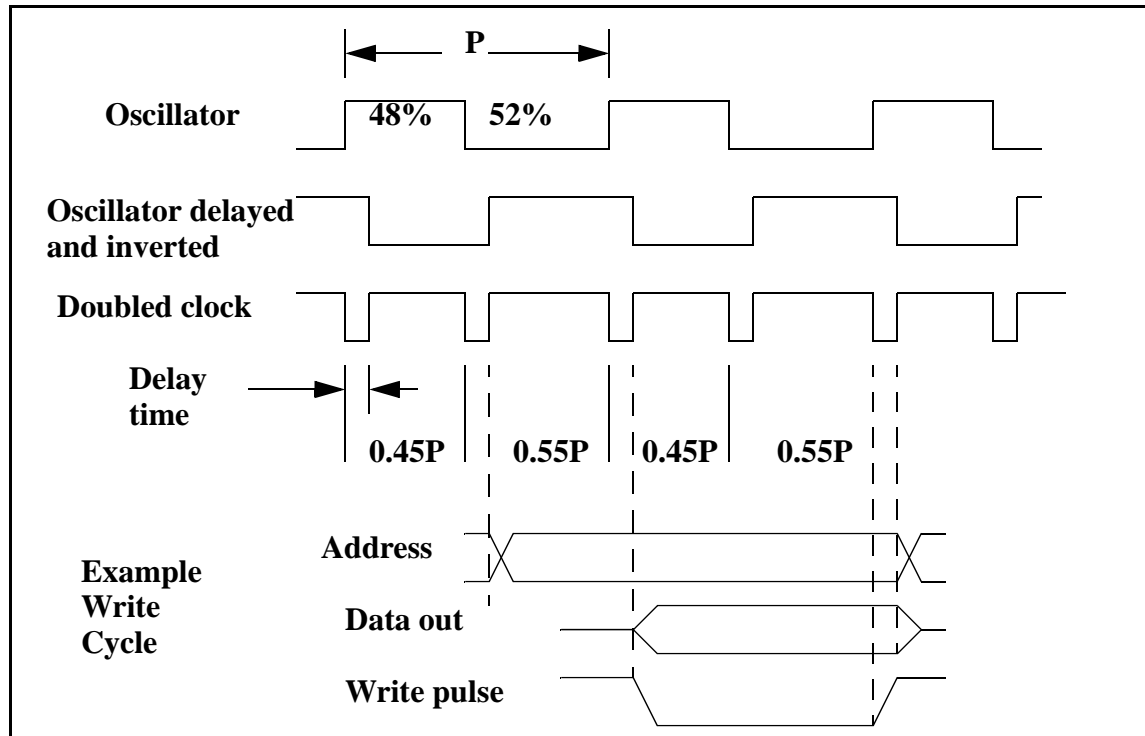 P
Oscillator
48% 52%
Oscillator delayed
and inverted
Doubled clock
Delay
time
0.45P 0.55P 0.45P 0.55P
Example
Write
Cycle
Address
Data out
Write pulse